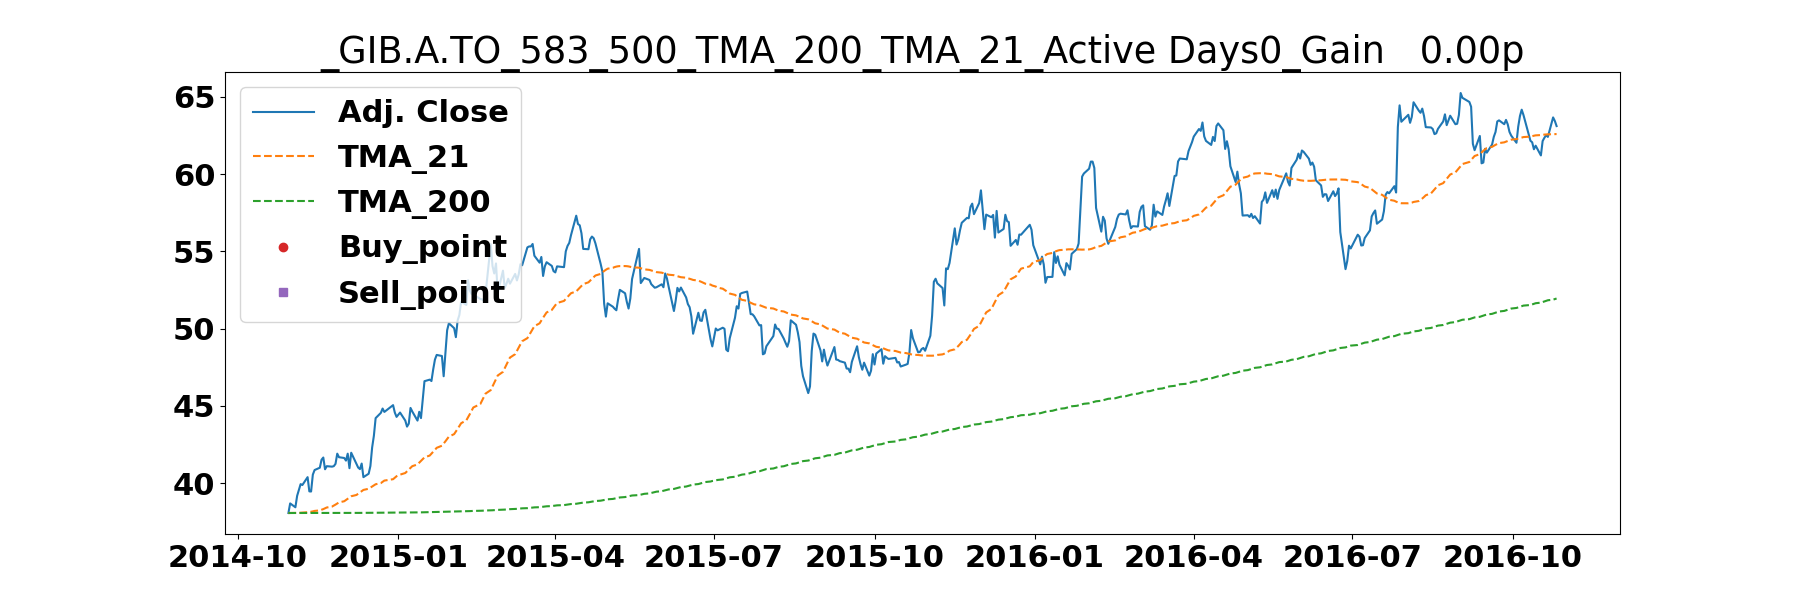 _GIB.A.TO_583_500_TMA_200_TMA_21_Active Days0_Gain   0.00p
65
60
55
50
45
40
Adj. Close
TMA_21
TMA_200
Buy_point
Sell_point
2014-10 2015-01 2015-04 2015-07 2015-10 2016-01 2016-04 2016-07 2016-10